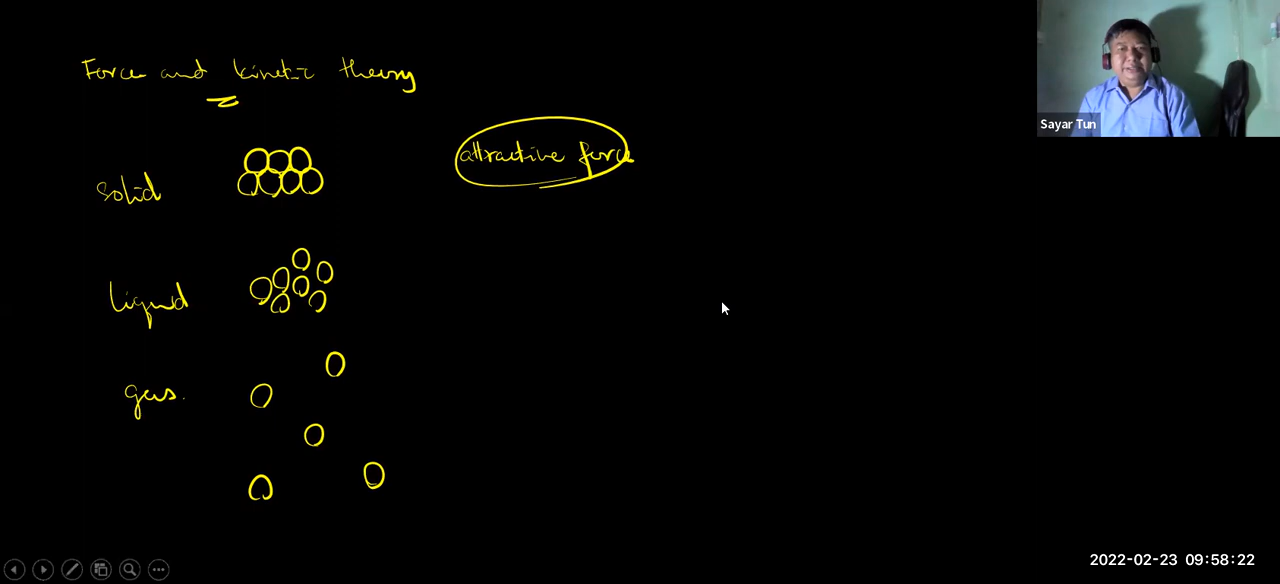 Force and kinetic theory
attractive force
solid
liquid
gas.
Sayar Tun
2022-02-23 09:58:22